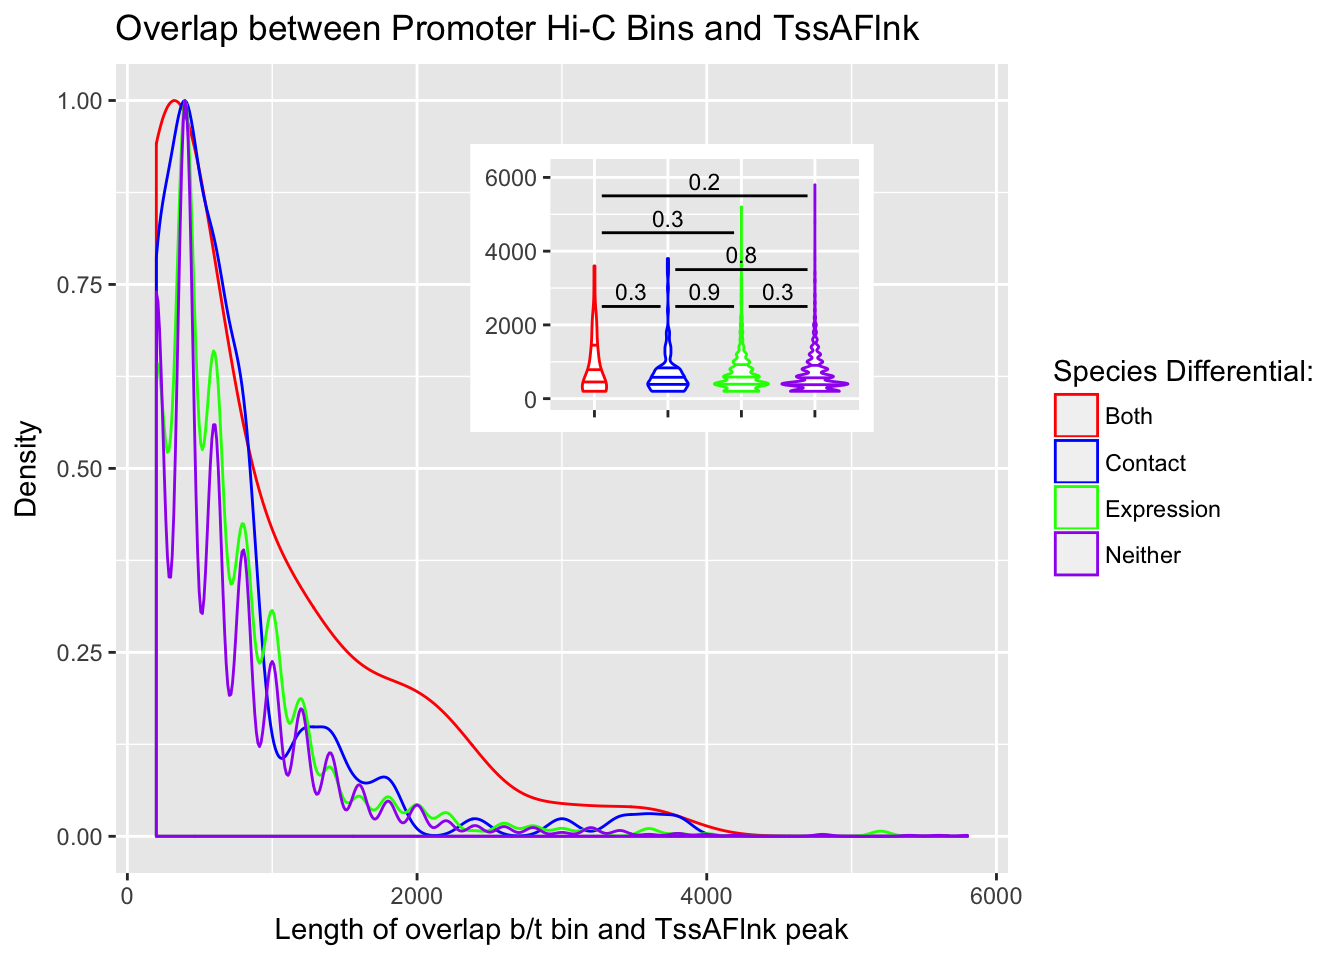 Overlap between Promoter Hi-C Bins and TssAFlnk
1.00
0.75
0.50
0.25
0.00
Density
0
2000
4000
6000
Length of overlap b/t bin and TssAFlnk peak
6000
4000
2000
0
0.2
0.3
0.8
0.3
0.9
0.3
Species Differential:
Both
Contact
Expression
Neither